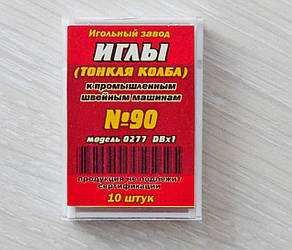 Игольный завод
ИГЛЫ
(ТОНКАЯ КОЛБА)
к промышленным
швейным машинам
№90
модель 0277 DBx1
продукция не подлежит
сертификации
10 штук